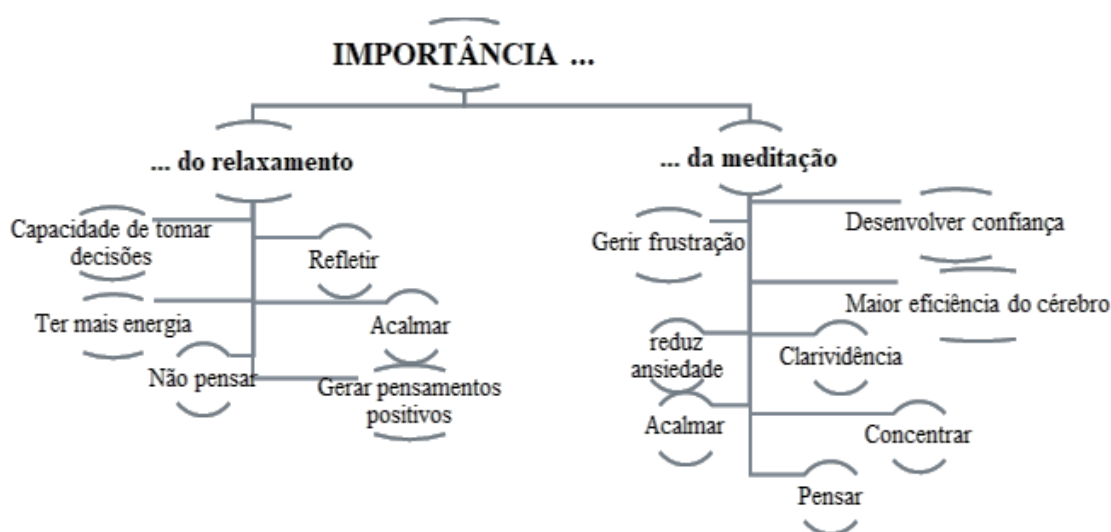 IMPORTÂNCIA ...
... do relaxamento
Capacidade de tomar
decisões
Refletir
Ter mais energia
Acalmar
Não pensar
Gerar pensamentos
positivos
... da meditação
Gerir frustração
Desenvolver confiança
Maior eficiência do cérebro
reduz
ansiedade
Clarividência
Acalmar
Concentrar
Pensar